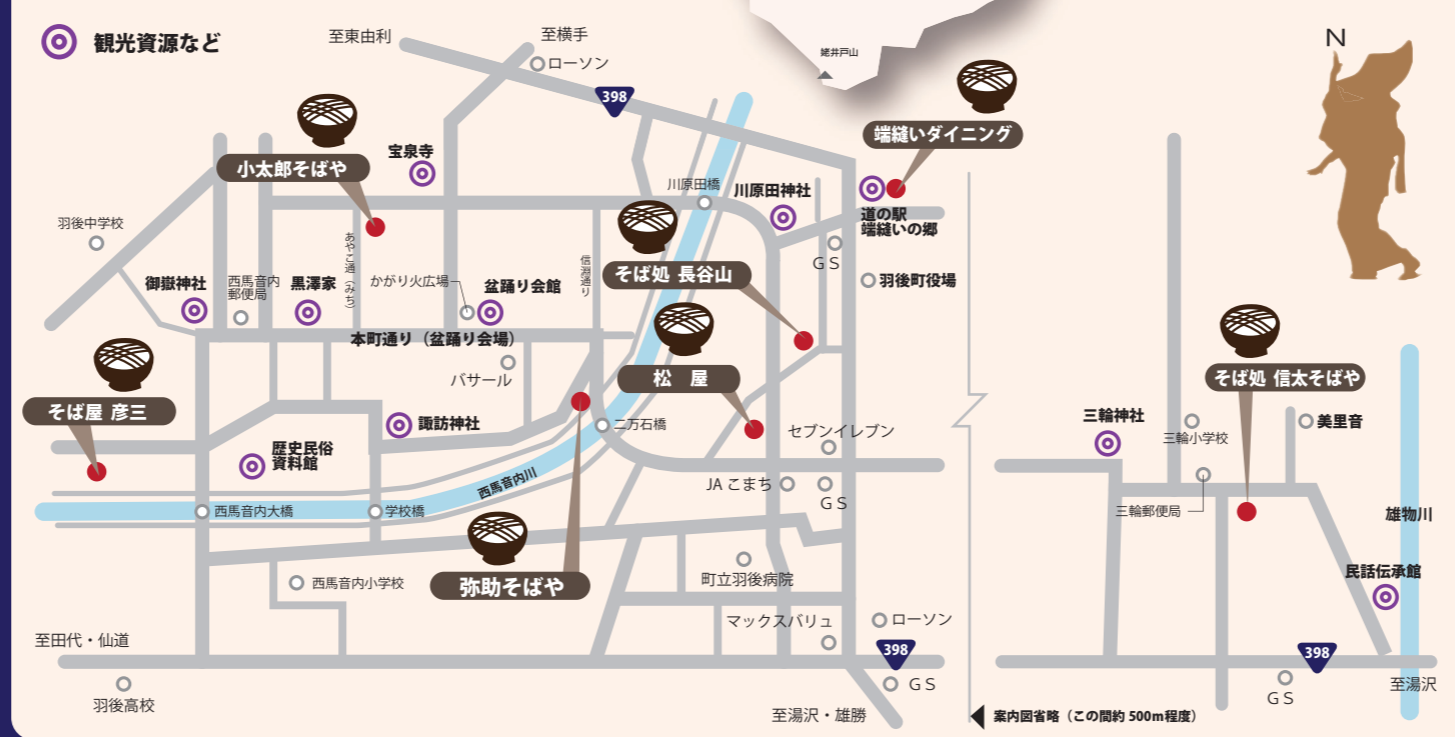 観光資源など
至東由利
至横手
ローソン
398
姥井戸山
N
端縫いダイニング
小太郎そばや
宝泉寺
川原田橋
川原田神社
道の駅
端縫いの郷
GS
羽後町役場
羽後中学校
あやこ通(みち)
信淵通り
そば処 長谷山
御嶽神社
西馬音内
郵便局
黒澤家
かがり火広場
盆踊り会館
本町通り(盆踊り会場)
バサール
松 屋
そば屋 彦三
諏訪神社
二万石橋
セブンイレブン
歴史民俗
資料館
JA こまち
GS
西馬音内川
西馬音内大橋
学校橋
西馬音内小学校
弥助そばや
町立羽後病院
マックスバリュ
ローソン
398
GS
至田代・仙道
羽後高校
至湯沢・雄勝
案内図省略(この間約 500m程度)
そば処 信太そばや
三輪神社
三輪小学校
美里音
三輪郵便局
雄物川
民話伝承館
398
GS
至湯沢